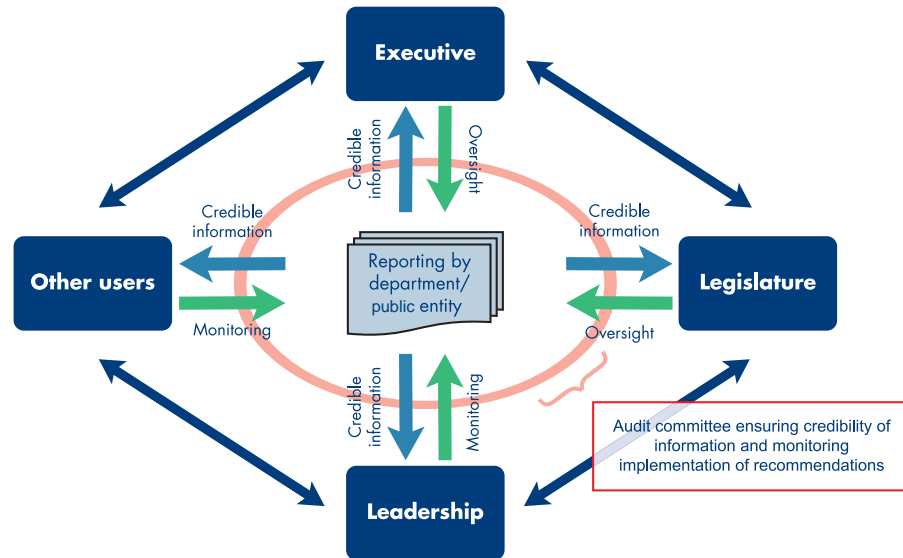 Executive
Credible
information
Oversight
Credible
information
Credible
information
Other users
Reporting by
department/
public entity
Legislature
Monitoring
Oversight
Credible
information
Monitoring
Audit committee ensuring credibility of
information and monitoring
implementation of recommendations
Leadership